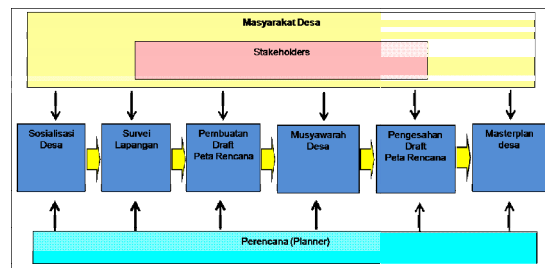 Masyarakat Desa
Stakeholders
Sosialisasi
Desa
Survei
Lapangan
Pembuatan
Draft
Peta Rencana
Musyawarah
Desa
Pengesahan
Draft
Peta Rencana
Masterplan
desa
Perencana (Planner)